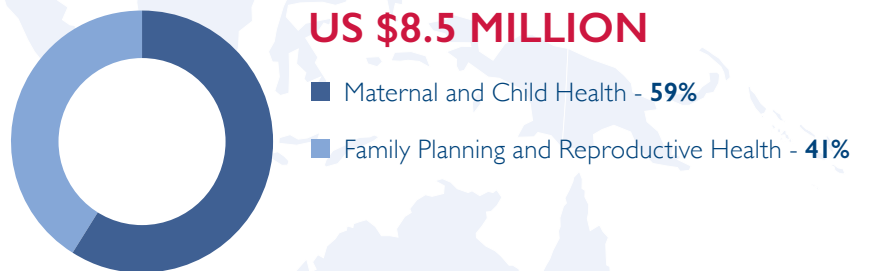 US $8.5 MILLION
Maternal and Child Health - 59%
Family Planning and Reproductive Health - 41%